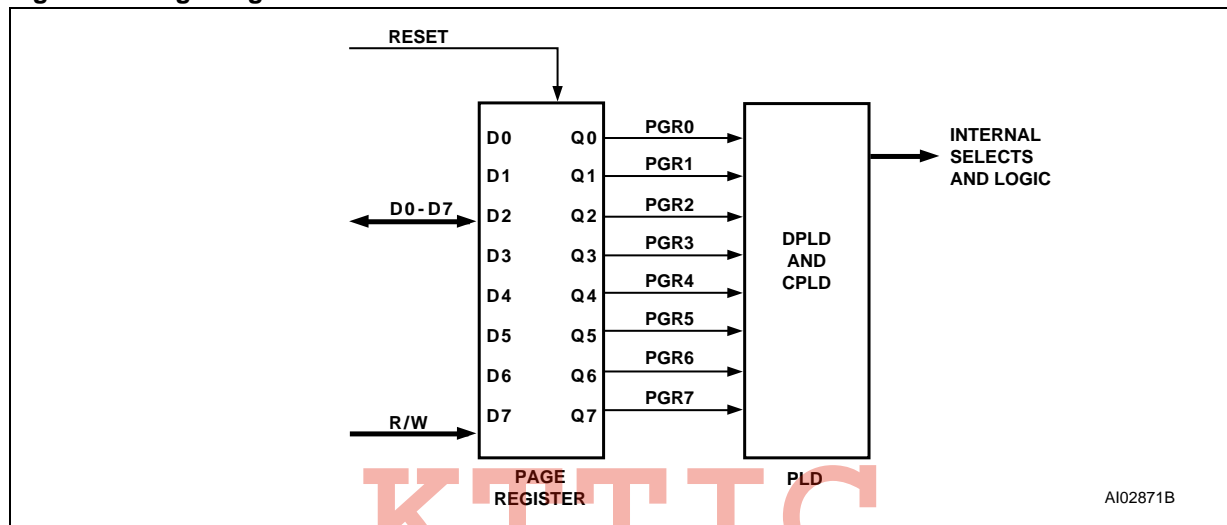 RESET
D0 Q0 PGR0
D1 Q1 PGR1
D0-D7 D2 Q2 PGR2
D3 Q3 PGR3
D4 Q4 PGR4
D5 Q5 PGR5
D6 Q6 PGR6
R/W D7 Q7 PGR7
DPLD
AND
CPLD
INTERNAL
SELECTS
AND LOGIC
PAGE
REGISTER
PLD
AI02871B